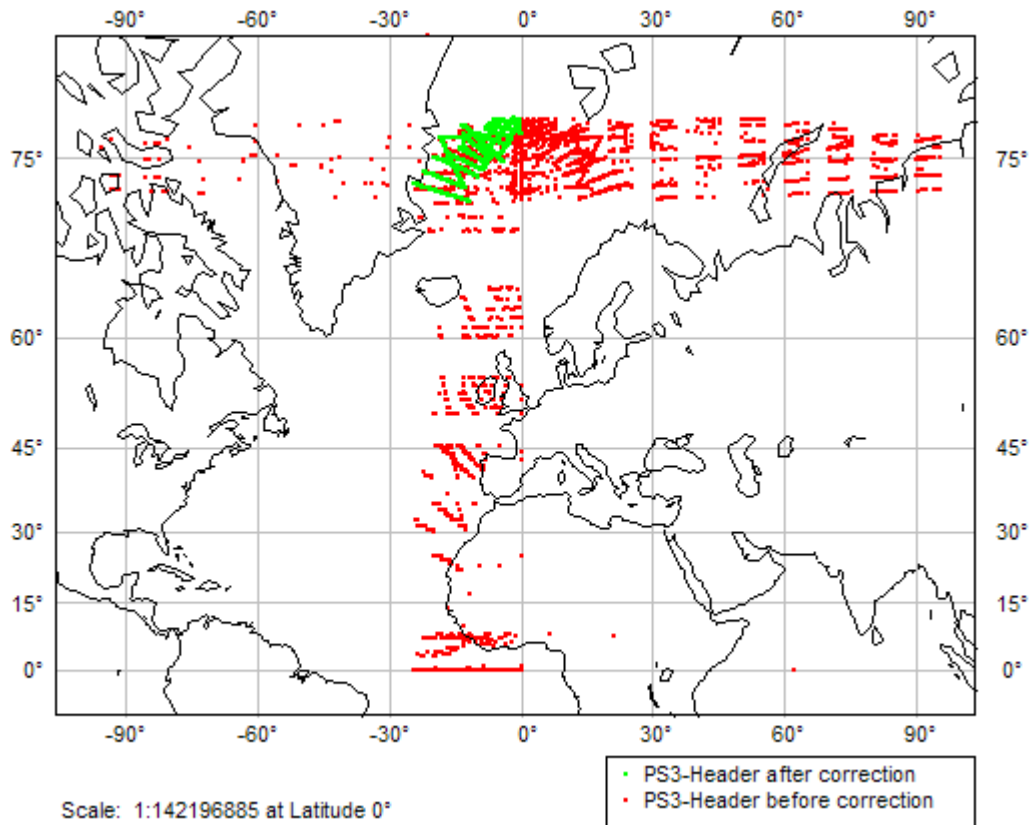 -90° -60° -30° 0° 30° 60° 90°
75° 75°
60° 60°
45° 45°
30° 30°
15° 15°
0° 0°
-90° -60° -30° 0° 30° 60° 90°
PS3-Header after correction
PS3-Header before correction
Scale: 1:142196885 at Latitude 0°